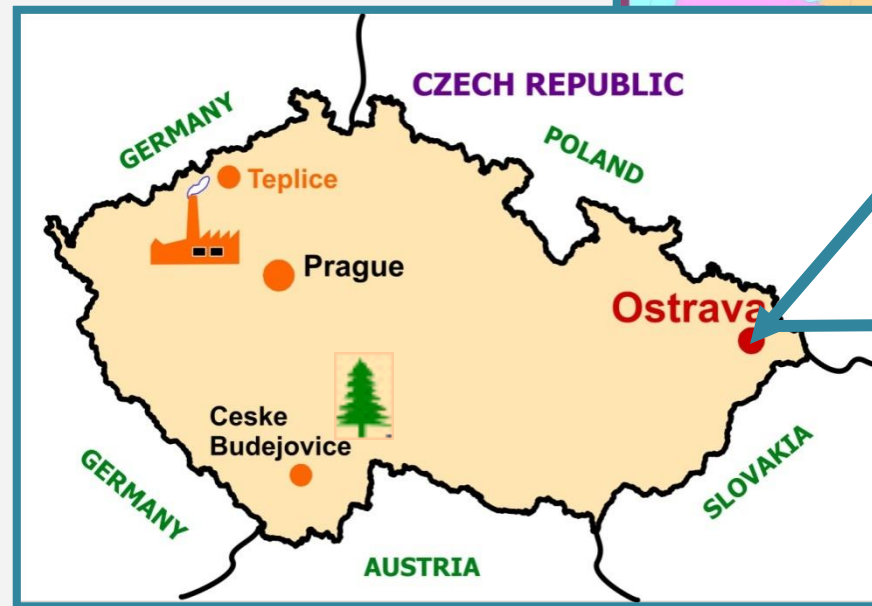 CZECH REPUBLIC
GERMANY
POLAND
Teplice
Prague
Ostrava
Ceske
Budejovice
GERMANY
SLOVAKIA
AUSTRIA